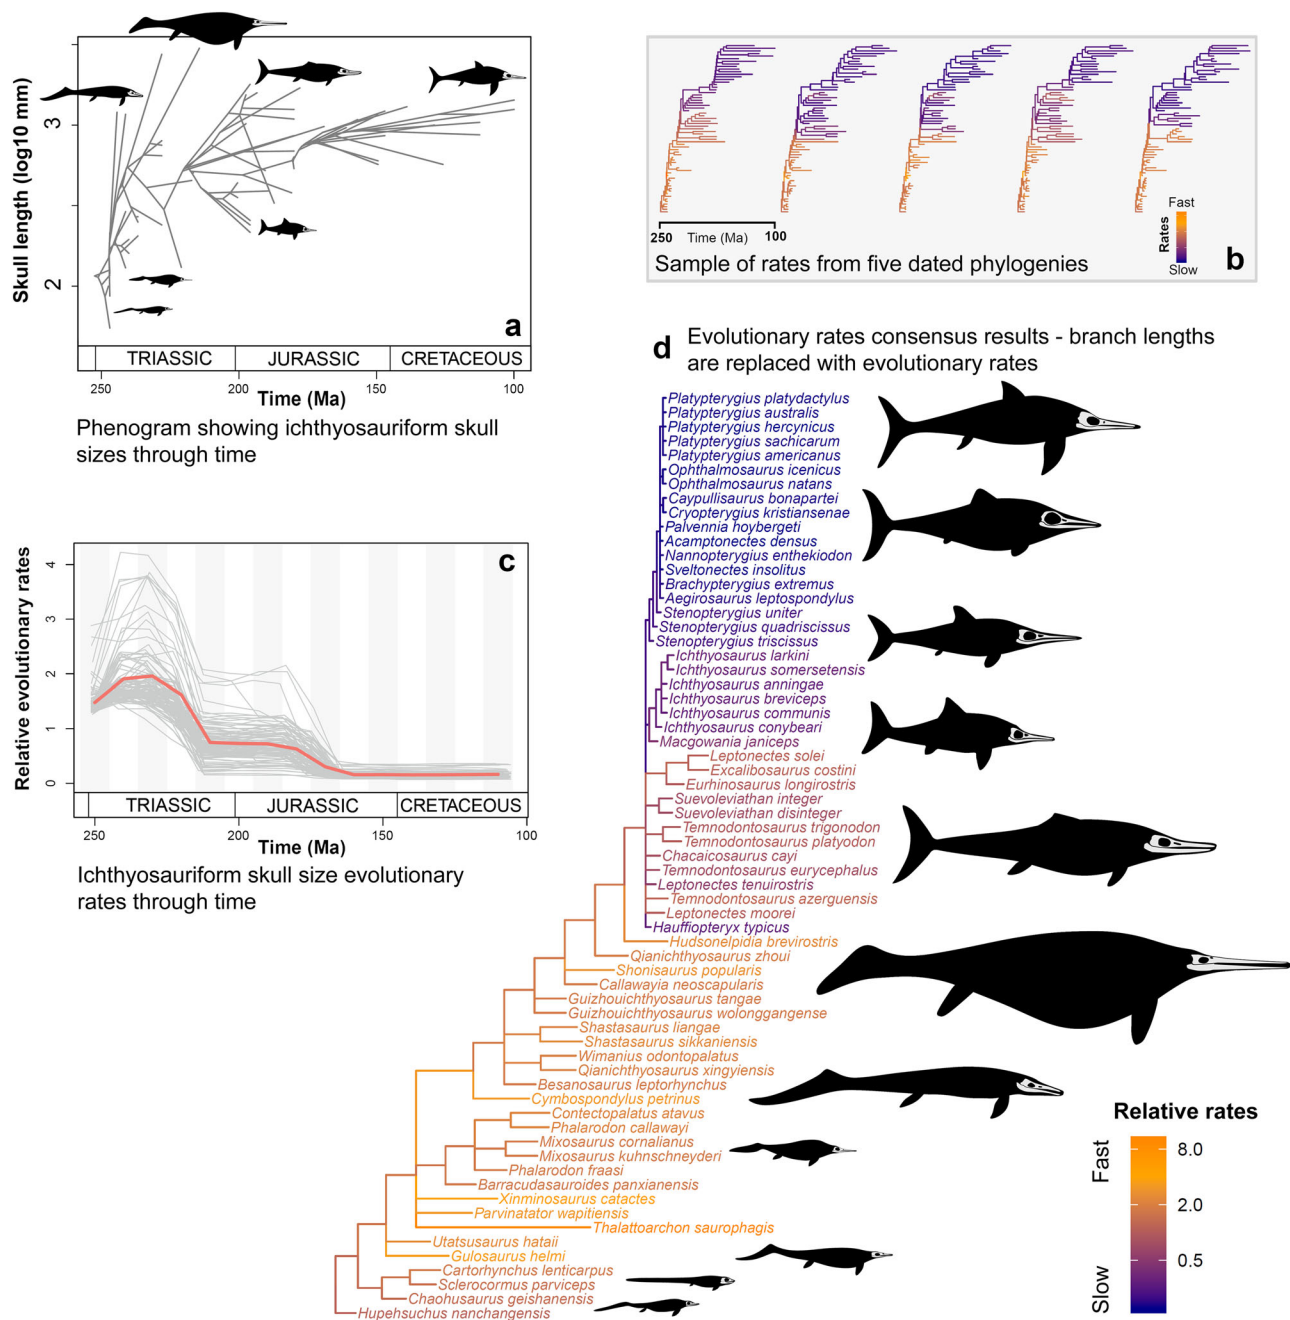 Skull length (log10 mm)
3
2
a
TRIASSIC
JURASSIC
CRETACEOUS
250
200
150
100
Time (Ma)
Phenogram showing ichthyosauriform skull
sizes through time
250
Time (Ma)
100
Fast
Rates
Slow
b
Sample of rates from five dated phylogenies
c
Relative evolutionary rates
4
3
2
1
0
TRIASSIC
JURASSIC
CRETACEOUS
250
200
150
100
Time (Ma)
Ichthyosauriform skull size evolutionary
rates through time
d
Evolutionary rates consensus results - branch lengths
are replaced with evolutionary rates
Platypterygius platydactylus
Platypterygius australis
Platypterygius hercynicus
Platypterygius sachicarum
Platypterygius americanus
Ophthalmosaurus icenicus
Ophthalmosaurus natans
Caypullisaurus bonapartei
Cryopterygius kristiansenae
Palvennia hoybergeti
Acamptonectes densus
Nannopterygius enthekiodon
Sveltonectes insolitus
Brachypterygius extremus
Aegirosaurus leptospondylus
Stenopterygius uniter
Stenopterygius quadriscissus
Stenopterygius triscissus
Ichthyosaurus larkini
Ichthyosaurus somersetensis
Ichthyosaurus anningae
Ichthyosaurus breviceps
Ichthyosaurus communis
Ichthyosaurus conybeari
Macgowania janiceps
Leptonectes solei
Excalibosaurus costini
Eurhinosaurus longirostris
Suevoleviathan integer
Suevoleviathan disinteger
Temnodontosaurus trigonodon
Temnodontosaurus platyodon
Chacaicosaurus cayi
Temnodontosaurus eurycephalus
Leptonectes tenuirostris
Temnodontosaurus azerguensis
Leptonectes moorei
Hauffiopteryx typicus
Hudsonelpidia brevirostris
Qianichthyosaurus zhoui
Shonisaurus popularis
Callawayia neoscapularis
Guizhouichthyosaurus tangae
Guizhouichthyosaurus wolonggangense
Shastasaurus liangae
Shastasaurus sikkaniensis
Wimanius odontopalatus
Qianichthyosaurus xingyiensis
Besanosaurus leptorhynchus
Cymbospondylus petrinus
Contectopalatus atavus
Phalarodon callawayi
Mixosaurus cornalianus
Mixosaurus kuhnschneyderi
Phalarodon fraasi
Barracudasauroides panxianensis
Xinminosaurus catactes
Parvinatator wapitiensis
Thalattoarchon saurophagis
Utatsusaurus hataii
Gulosaurus helmi
Cartorhynchus lenticarpus
Sclerocormus parviceps
Chaohusaurus geishanensis
Hupehsuchus nanchangensis
Relative rates
Fast
Slow
8.0
2.0
0.5